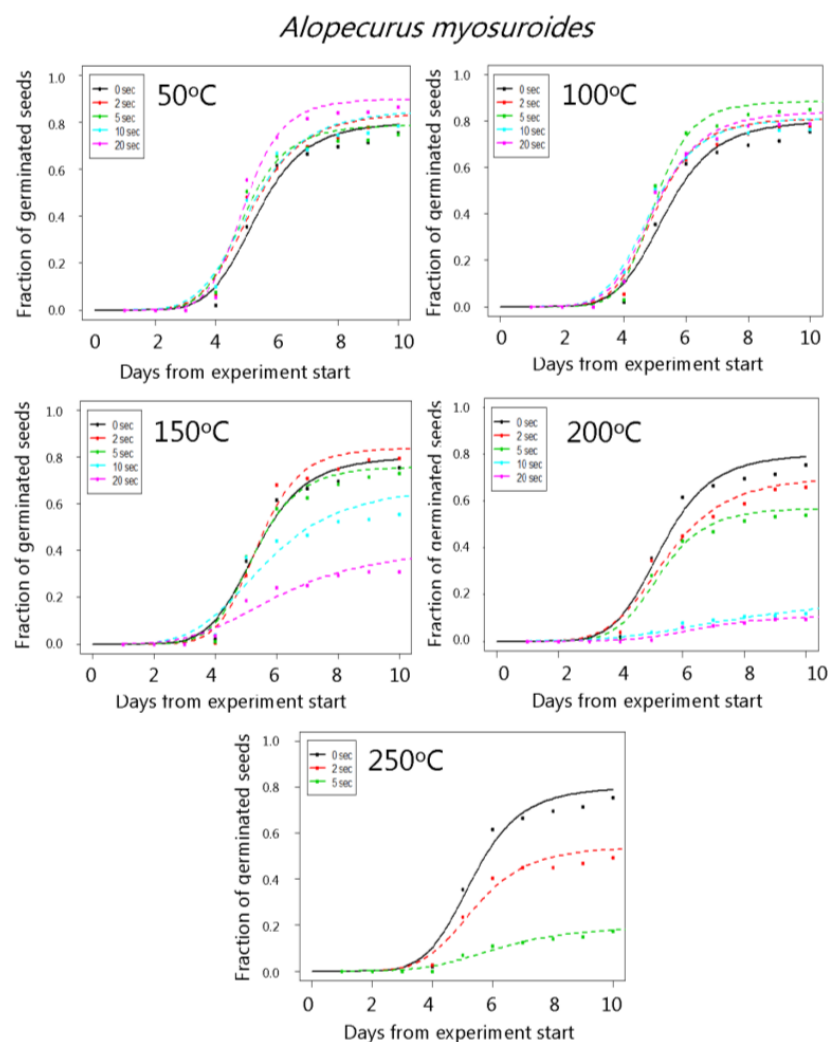 Alopecurus myosuroides
50°C
0 sec
2 sec
5 sec
10 sec
20 sec
1.0
0.8
0.6
0.4
0.2
0.0
0 2 4 6 8 10
Fraction of germinated seeds
Days from experiment start
100°C
0 sec
2 sec
5 sec
10 sec
20 sec
1.0
0.8
0.6
0.4
0.2
0.0
0 2 4 6 8 10
Fraction of germinated seeds
Days from experiment start
150°C
0 sec
2 sec
5 sec
10 sec
20 sec
1.0
0.8
0.6
0.4
0.2
0.0
0 2 4 6 8 10
Fraction of germinated seeds
Days from experiment start
200°C
0 sec
2 sec
5 sec
10 sec
20 sec
1.0
0.8
0.6
0.4
0.2
0.0
0 2 4 6 8 10
Fraction of germinated seeds
Days from experiment start
250°C
0 sec
2 sec
5 sec
1.0
0.8
0.6
0.4
0.2
0.0
0 2 4 6 8 10
Fraction of germinated seeds
Days from experiment start